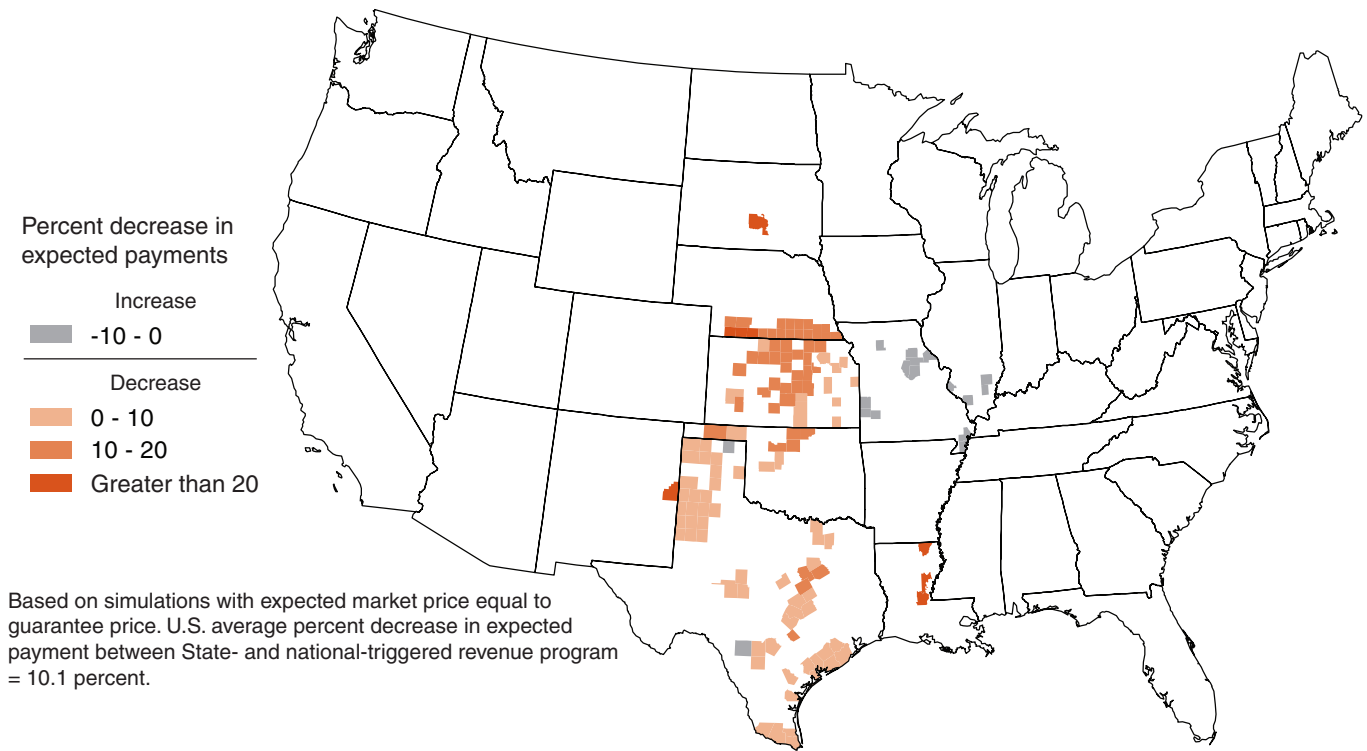 Percent decrease in
expected payments
Increase
-10 - 0
Decrease
0 - 10
10 - 20
Greater than 20
Based on simulations with expected market price equal to
guarantee price. U.S. average percent decrease in expected
payment between State- and national-triggered revenue program
= 10.1 percent.